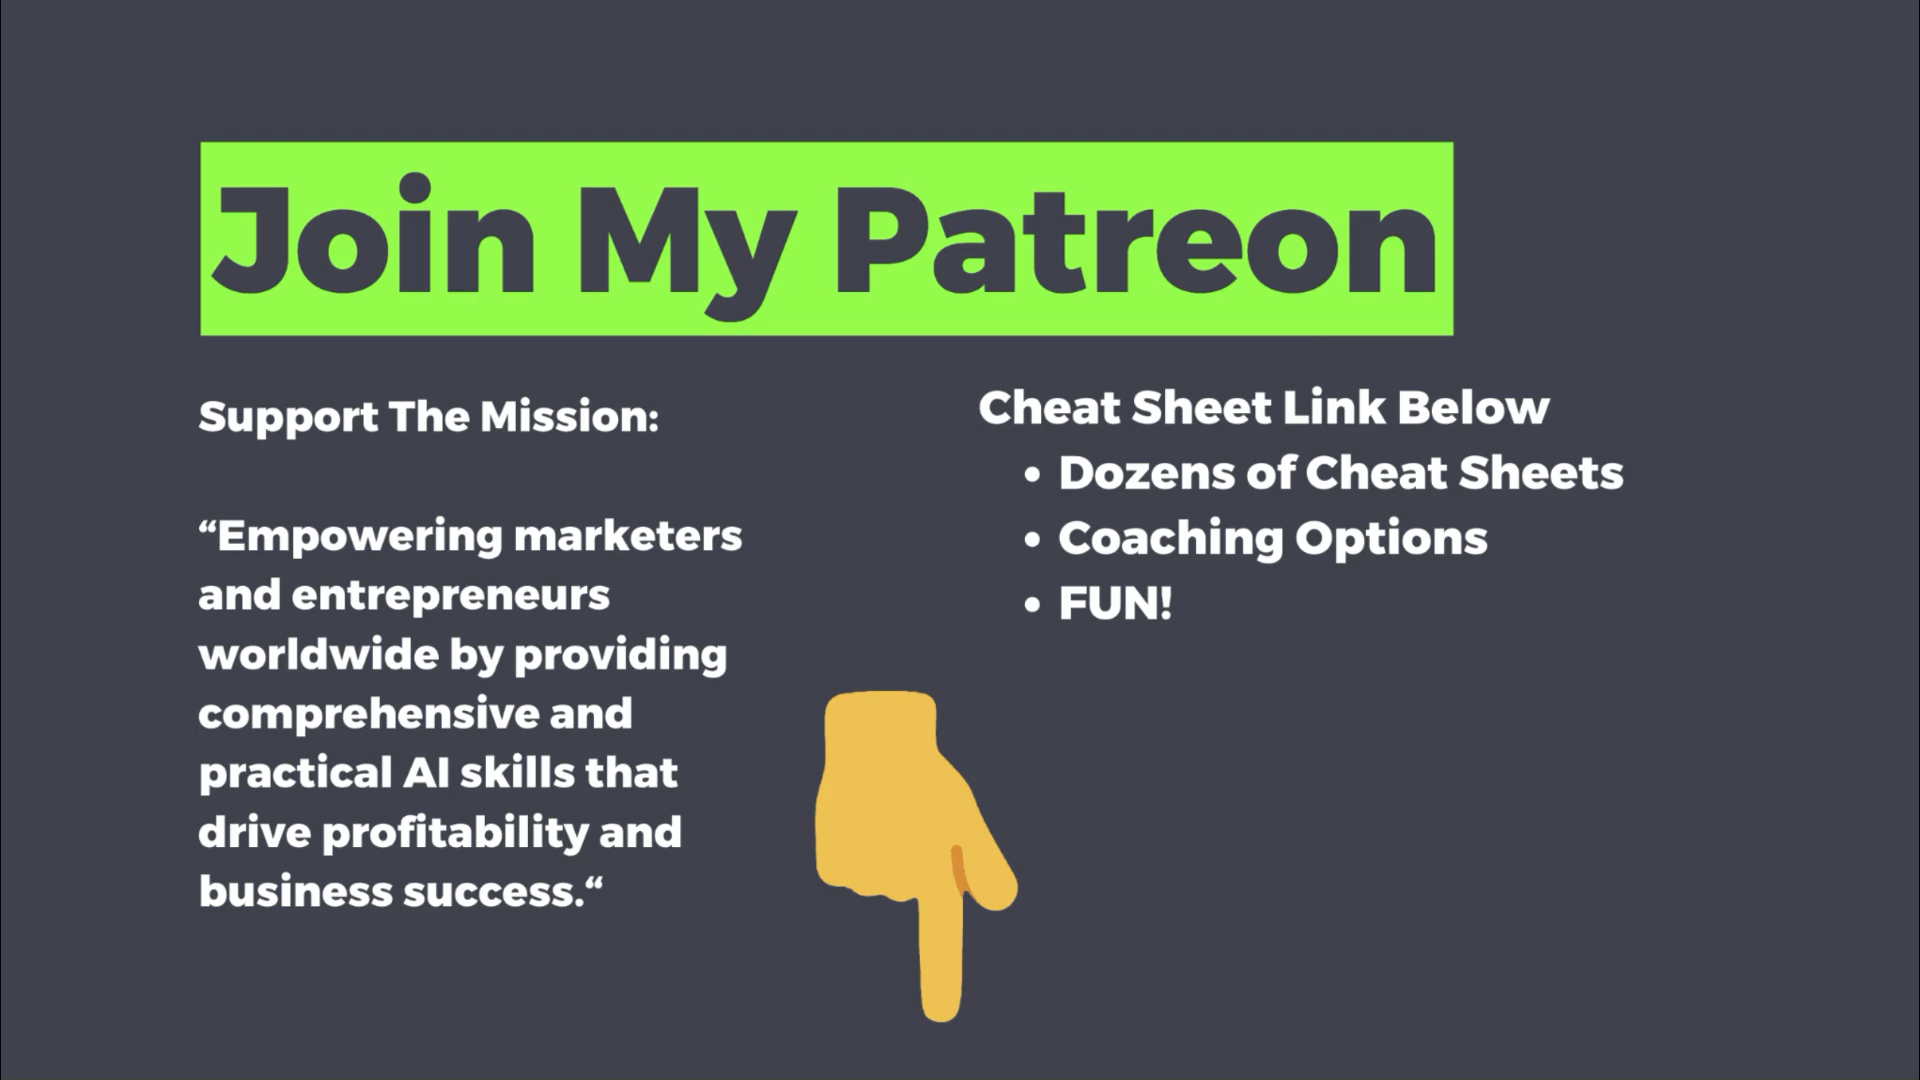 Join My Patreon
Support The Mission:
“Empowering marketers
and entrepreneurs
worldwide by providing
comprehensive and
practical AI skills that
drive profitability and
business success.“
Cheat Sheet Link Below
• Dozens of Cheat Sheets
• Coaching Options
• FUN!